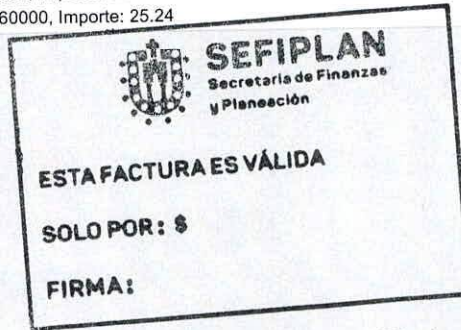 60000, Importe: 25.24
SEFIPLAN
Secretaría de Finanzas
y Planeación
ESTA FACTURA ES VÁLIDA
SOLO POR: $
FIRMA: